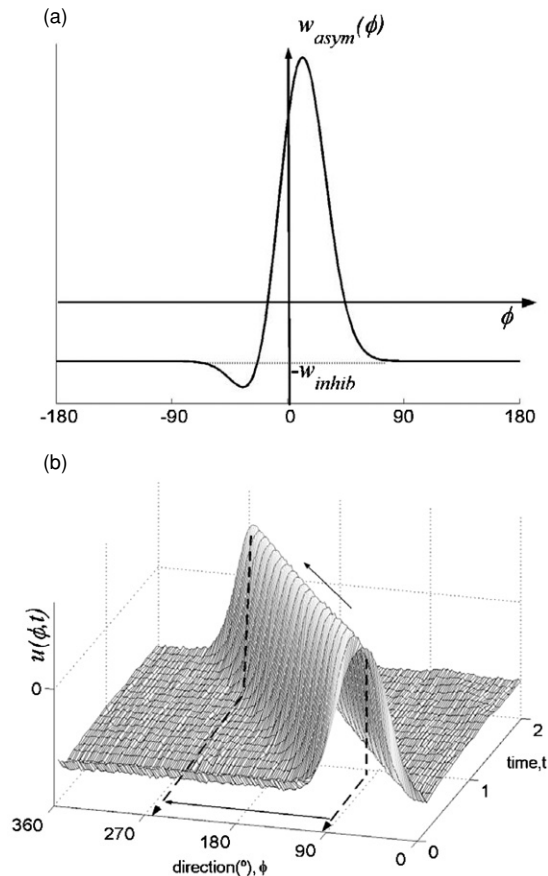 (a)
w_asym(ϕ)
ϕ
-w_inhib
-180 -90 0 90 180
(b)
u(ϕ,t)
0
2
time,t
1
0
360 270 180 90 0
direction(º), ϕ